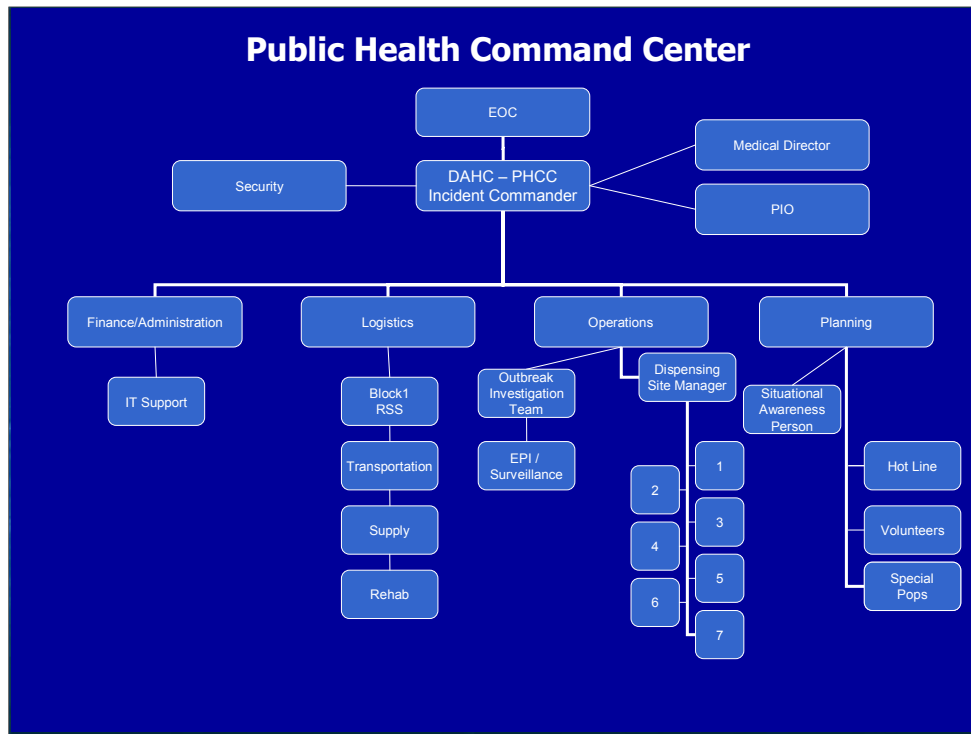 Public Health Command Center
EOC
Medical Director
Security
DAHC – PHCC
Incident Commander
PIO
Finance/Administration
Logistics
Operations
Planning
IT Support
Block1
RSS
Transportation
Supply
Rehab
Outbreak
Investigation
Team
EPI /
Surveillance
Dispensing
Site Manager
1
2
3
4
5
6
7
Situational
Awareness
Person
Hot Line
Volunteers
Special
Pops